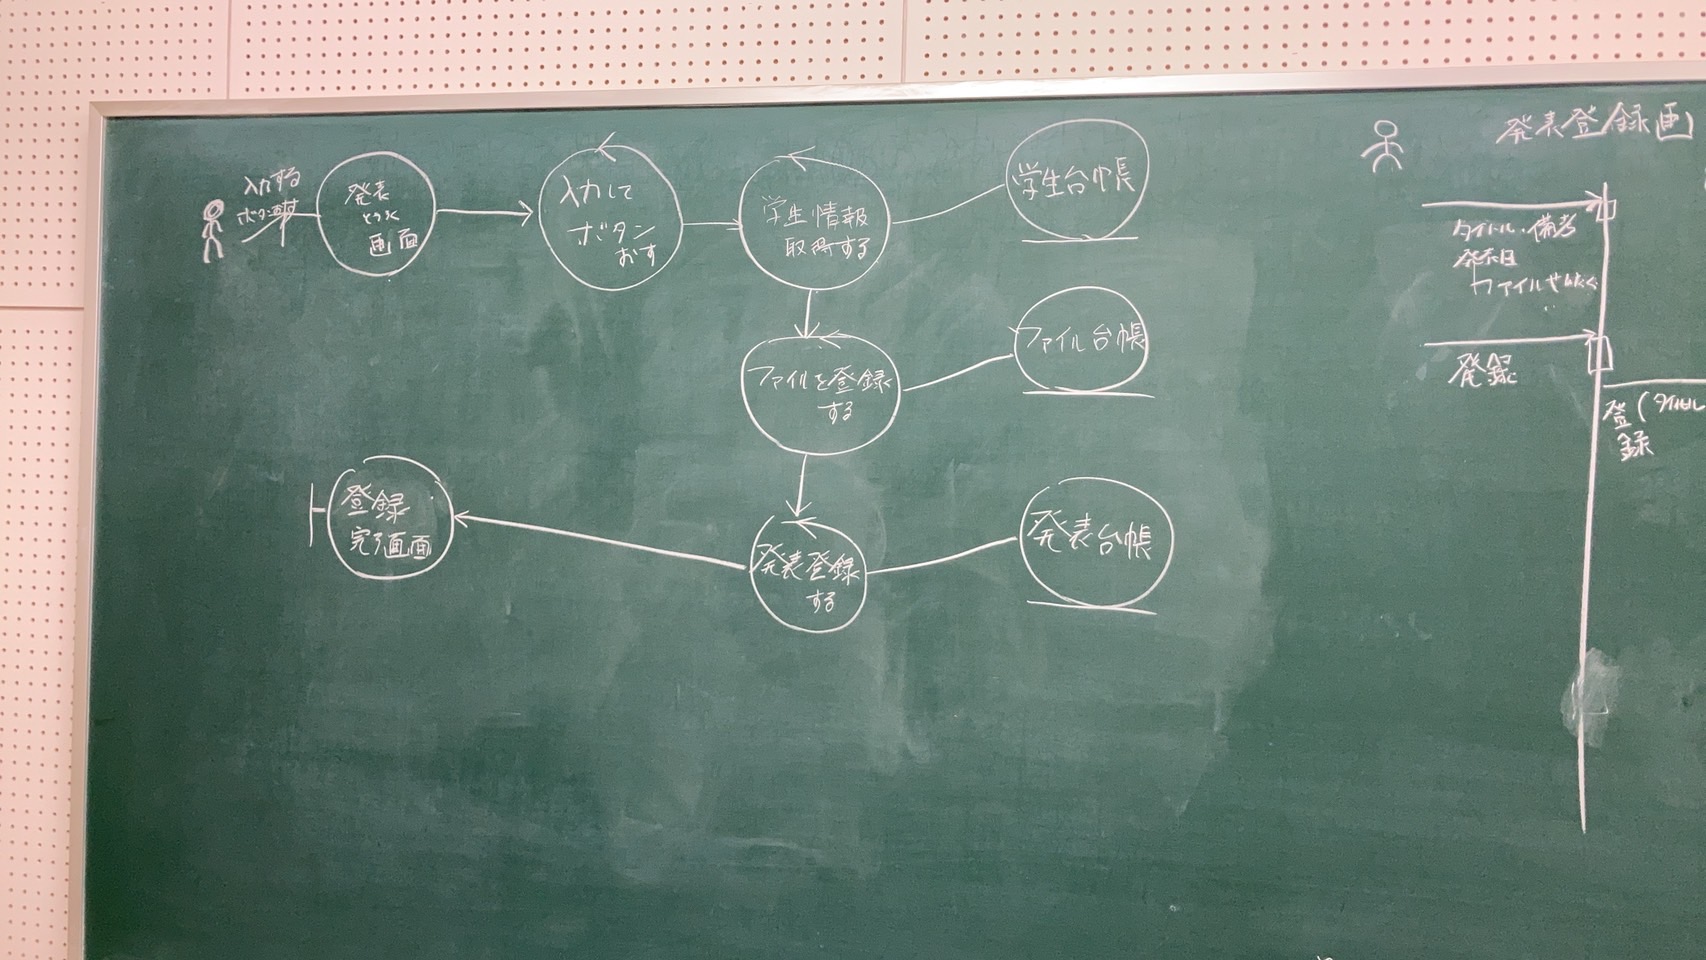 入力する
ボタン押す
発表
とうろく
画面
入力して
ボタン
おす
学生情報
取得する
学生台帳
ファイルを登録
する
ファイル台帳
発表登録
する
発表台帳
登録
完了画面
発表登録画
タイトル・備考
発表日
ファイルせんたく
登録
登(タイトル
録